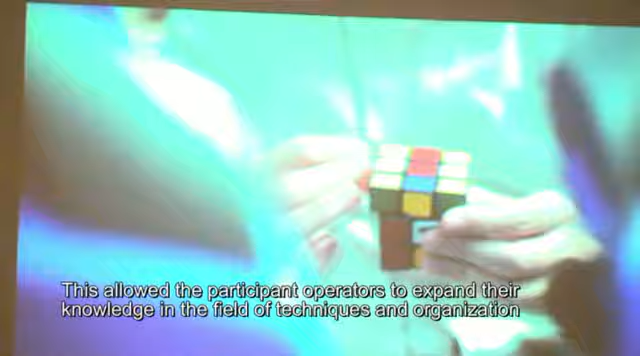 This allowed the participant operators to expand their
knowledge in the field of techniques and organization